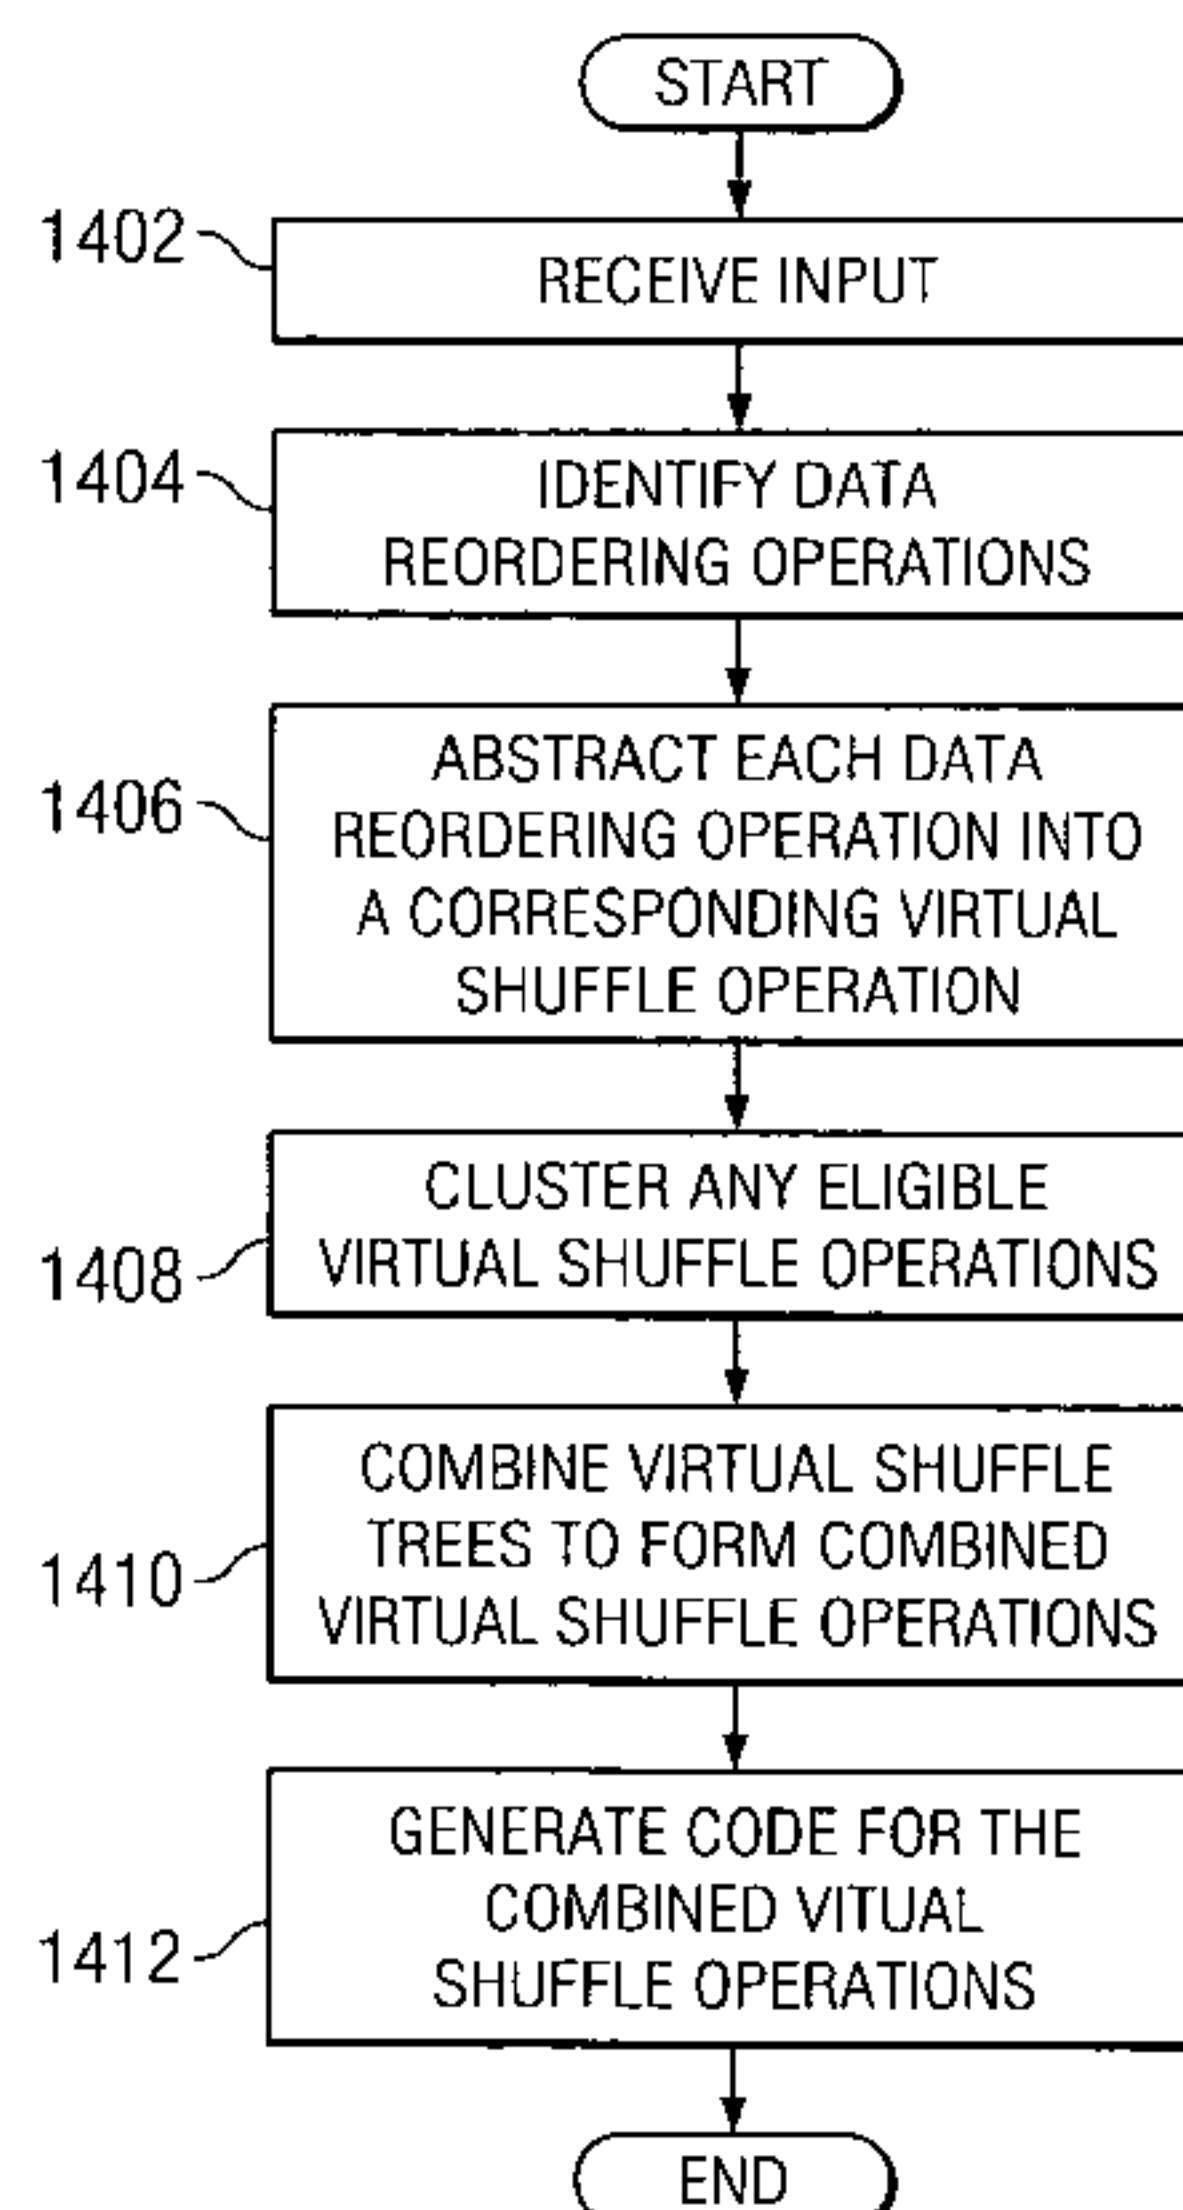 START
1402
RECEIVE INPUT
1404
IDENTIFY DATA
REORDERING OPERATIONS
1406
ABSTRACT EACH DATA
REORDERING OPERATION INTO
A CORRESPONDING VIRTUAL
SHUFFLE OPERATION
1408
CLUSTER ANY ELIGIBLE
VIRTUAL SHUFFLE OPERATIONS
1410
COMBINE VIRTUAL SHUFFLE
TREES TO FORM COMBINED
VIRTUAL SHUFFLE OPERATIONS
1412
GENERATE CODE FOR THE
COMBINED VITUAL
SHUFFLE OPERATIONS
END